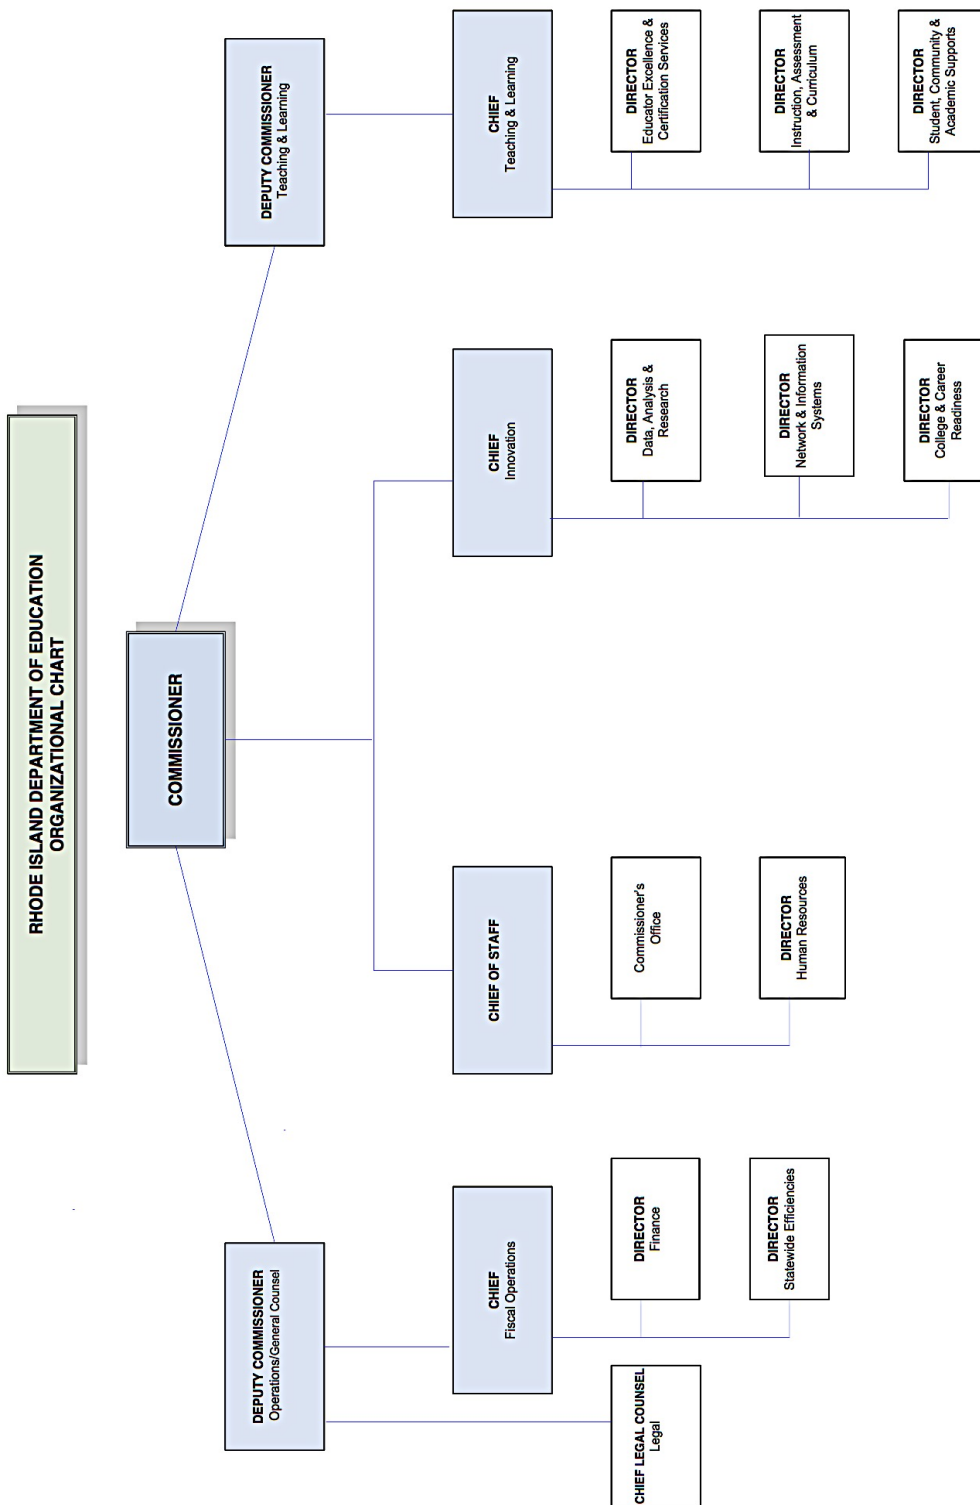 RHODE ISLAND DEPARTMENT OF EDUCATION
ORGANIZATIONAL CHART
COMMISSIONER
DEPUTY COMMISSIONER
Operations/General Counsel
DEPUTY COMMISSIONER
Teaching & Learning
CHIEF
Fiscal Operations
CHIEF OF STAFF
CHIEF
Innovation
CHIEF
Teaching & Learning
CHIEF LEGAL COUNSEL
Legal
DIRECTOR
Finance
Commissioner's
Office
DIRECTOR
Data, Analysis &
Research
DIRECTOR
Educator Excellence &
Certification Services
DIRECTOR
Statewide Efficiencies
DIRECTOR
Human Resources
DIRECTOR
Network & Information
Systems
DIRECTOR
Instruction, Assessment
& Curriculum
DIRECTOR
College & Career
Readiness
DIRECTOR
Student, Community &
Academic Supports